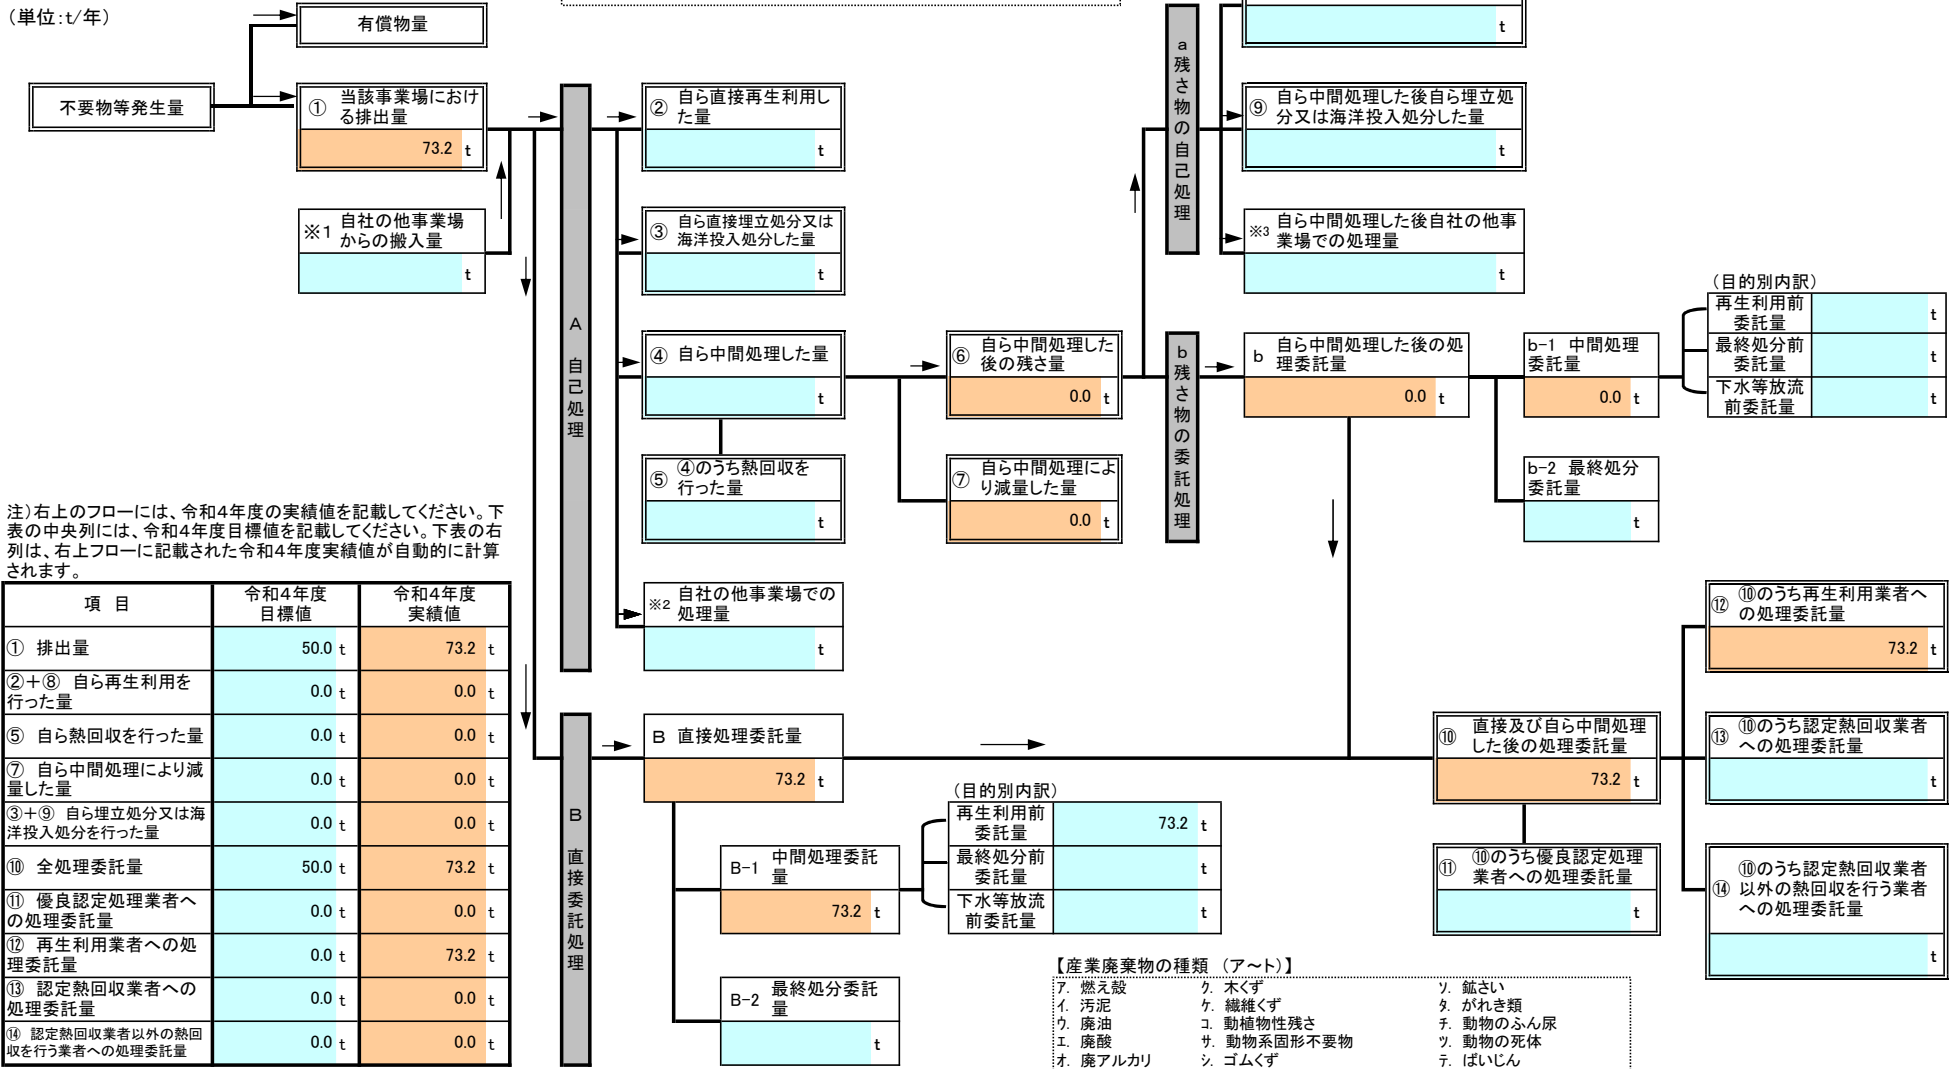 (単位:t/年)
有償物量
不要物等発生量
① 当該事業場におけ
る排出量
73.2 t
※1 自社の他事業場
からの搬入量
t
A 自己処理
② 自ら直接再生利用し
た量
t
③ 自ら直接埋立処分又は
海洋投入処分した量
t
④ 自ら中間処理した量
t
⑤ ④のうち熱回収を
行った量
t
※2 自社の他事業場での
処理量
t
⑥ 自ら中間処理した
後の残さ量
0.0 t
⑦ 自ら中間処理によ
り減量した量
0.0 t
a残さ物の自己処理
t
⑨ 自ら中間処理した後自ら埋立処
分又は海洋投入処分した量
t
※3 自ら中間処理した後自社の他事
業場での処理量
t
b残さ物の委託処理
b 自ら中間処理した後の処
理委託量
0.0 t
b-1 中間処理
委託量
0.0 t
b-2 最終処分
委託量
t
(目的別内訳)
再生利用前
委託量
t
最終処分前
委託量
t
下水等放流
前委託量
t
注)右上のフローには、令和4年度の実績値を記載してください。下
表の中央列には、令和4年度目標値を記載してください。下表の右
列は、右上フローに記載された令和4年度実績値が自動的に計算
されます。
項 目 令和4年度
目標値 令和4年度
実績値
① 排出量 50.0 t 73.2 t
②+⑧ 自ら再生利用を
行った量 0.0 t 0.0 t
⑤ 自ら熱回収を行った量 0.0 t 0.0 t
⑦ 自ら中間処理により減
量した量 0.0 t 0.0 t
③+⑨ 自ら埋立処分又は海
洋投入処分を行った量 0.0 t 0.0 t
⑩ 全処理委託量 50.0 t 73.2 t
⑪ 優良認定処理業者へ
の処理委託量 0.0 t 0.0 t
⑫ 再生利用業者への処
理委託量 0.0 t 73.2 t
⑬ 認定熱回収業者への
処理委託量 0.0 t 0.0 t
⑭ 認定熱回収業者以外の熱回
収を行う業者への処理委託量 0.0 t 0.0 t
B 直接委託処理
B 直接処理委託量
73.2 t
B-1 中間処理委託
量
73.2 t
B-2 最終処分委託
量
t
(目的別内訳)
再生利用前
委託量
73.2 t
最終処分前
委託量
t
下水等放流
前委託量
t
⑩ 直接及び自ら中間処理
した後の処理委託量
73.2 t
⑪ ⑩のうち優良認定処理
業者への処理委託量
t
⑫ ⑩のうち再生利用業者へ
の処理委託量
73.2 t
⑬ ⑩のうち認定熱回収業者
への処理委託量
t
⑭ ⑩のうち認定熱回収業者
以外の熱回収を行う業者
への処理委託量
t
【産業廃棄物の種類 (ア~ト)】
ア. 燃え殻 ク. 木くず ソ. 鉱さい
イ. 汚泥 ケ. 繊維くず タ. がれき類
ウ. 廃油 コ. 動植物性残さ チ. 動物のふん尿
エ. 廃酸 サ. 動物系固形不要物 ツ. 動物の死体
オ. 廃アルカリ シ. ゴムくず テ. ばいじん